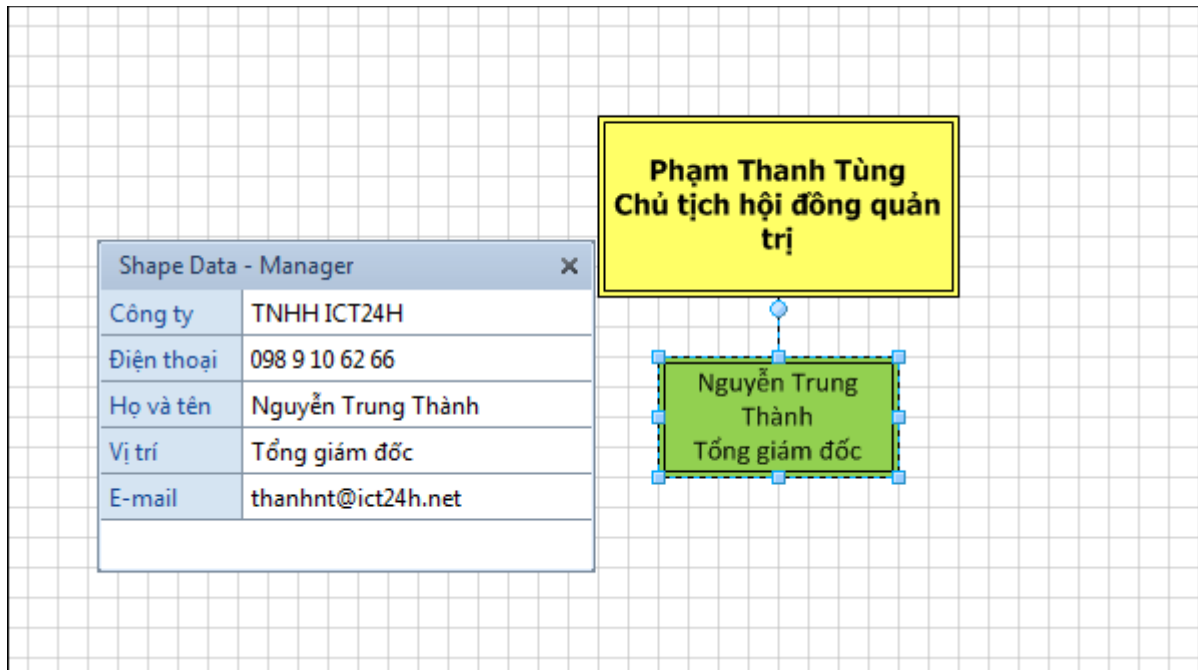 Phạm Thanh Tùng
Chủ tịch hội đồng quản
trị
Shape Data - Manager
Công ty TNHH ICT24H
Điện thoại 098 9 10 62 66
Họ và tên Nguyễn Trung Thành
Vị trí Tổng giám đốc
E-mail thanhnt@ict24h.net
Nguyễn Trung
Thành
Tổng giám đốc